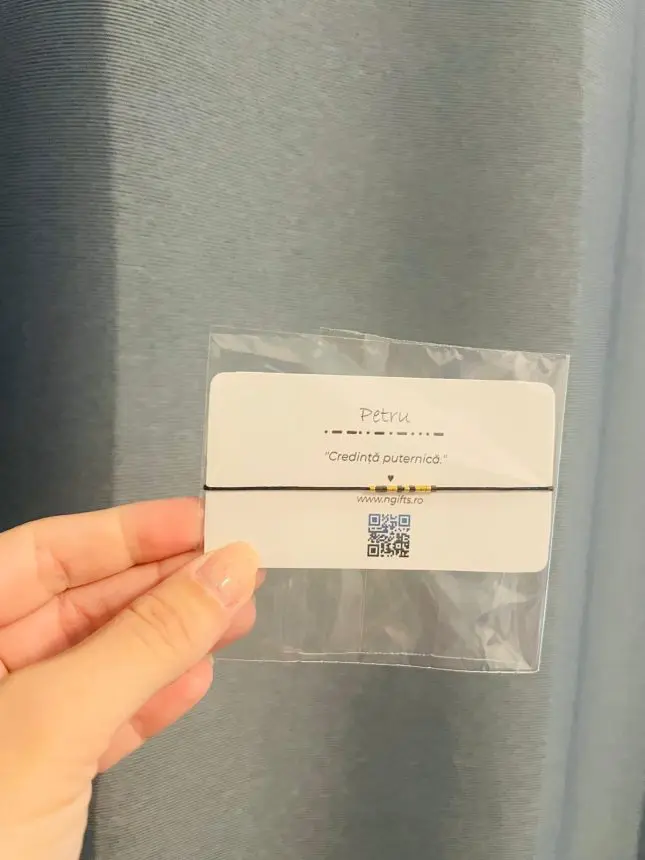 Petru
"Credință puternică."
www.ngifts.ro